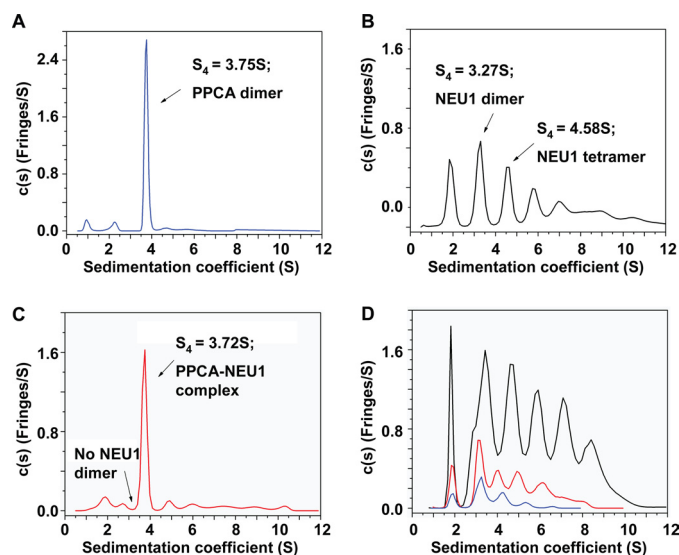 A
2.4
1.6
0.8
0.0
c(s) (Fringes/S)
S₄ = 3.75S;
PPCA dimer
0 2 4 6 8 10 12
Sedimentation coefficient (S)
B
1.6
0.8
0.0
c(s) (Fringes/S)
S₄ = 3.27S;
NEU1 dimer
S₄ = 4.58S;
NEU1 tetramer
0 2 4 6 8 10 12
Sedimentation coefficient (S)
C
1.6
0.8
0.0
c(s) (Fringes/S)
S₄ = 3.72S;
PPCA-NEU1
complex
No NEU1
dimer
0 2 4 6 8 10 12
Sedimentation coefficient (S)
D
1.6
0.8
0.0
c(s) (Fringes/S)
0 2 4 6 8 10 12
Sedimentation coefficient (S)